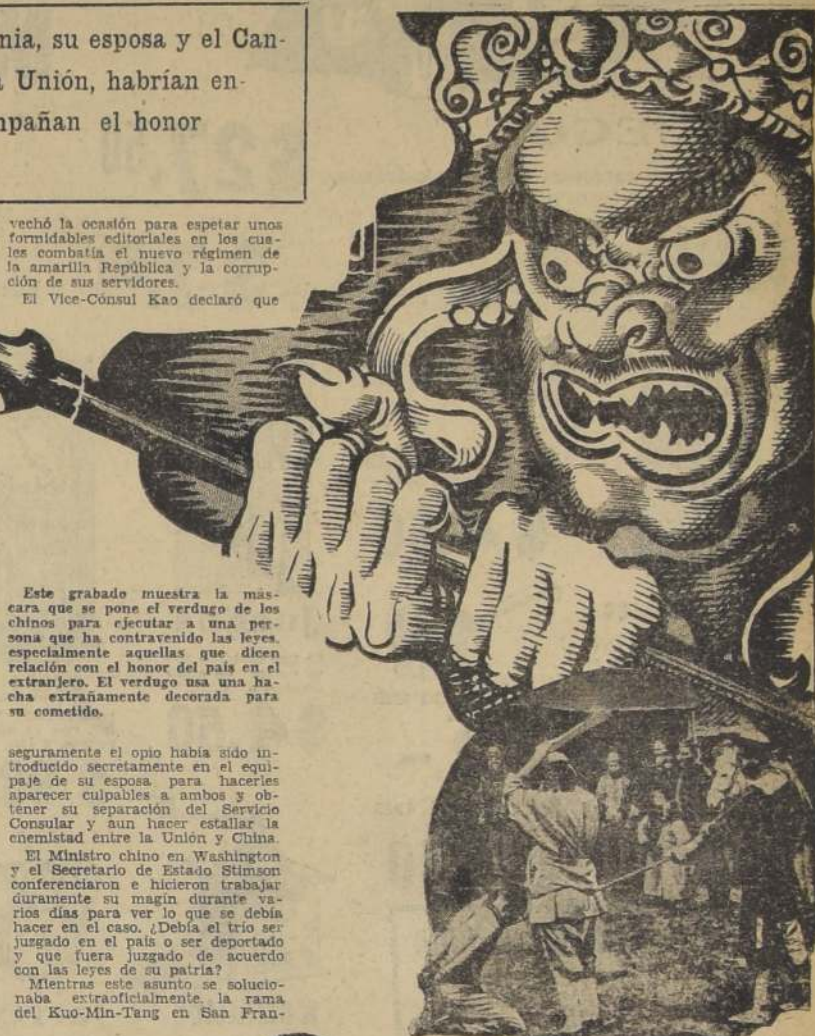 nia, su esposa y el Can-
a Unión, habrían en-
mpañan el honor
vechó la ocasión para espetar unos
formidables editoriales en los cua-
les combatía el nuevo régimen de
la amarilla República y la corrup-
ción de sus servidores.
El Vice-Cónsul Kao declaró que
Este grabado muestra la más-
cara que se pone el verdugo de los
chinos para ejecutar a una per-
sona que ha contravenido las leyes,
especialmente aquellas que dicen
relación con el honor del país en el
extranjero. El verdugo usa una ha-
cha extrañamente decorada para
su cometido.
seguramente el opio había sido in-
troducido secretamente en el equi-
paje de su esposa para hacerles
aparecer culpables a ambos y ob-
tener su separación del Servicio
Consular y aun hacer estallar la
enemistad entre la Unión y China.
El Ministro chino en Washington
y el Secretario de Estado Stimson
conferenciaron e hicieron trabajar
duramente su magín durante va-
rios días para ver lo que se debía
hacer en el caso. ¿Debía el trío ser
juzgado en el país o ser deportado
y que fuera juzgado de acuerdo
con las leyes de su patria?
Mientras este asunto se solucio-
naba extraoficialmente, la rama
del Kuo-Min-Tang en San Fran-